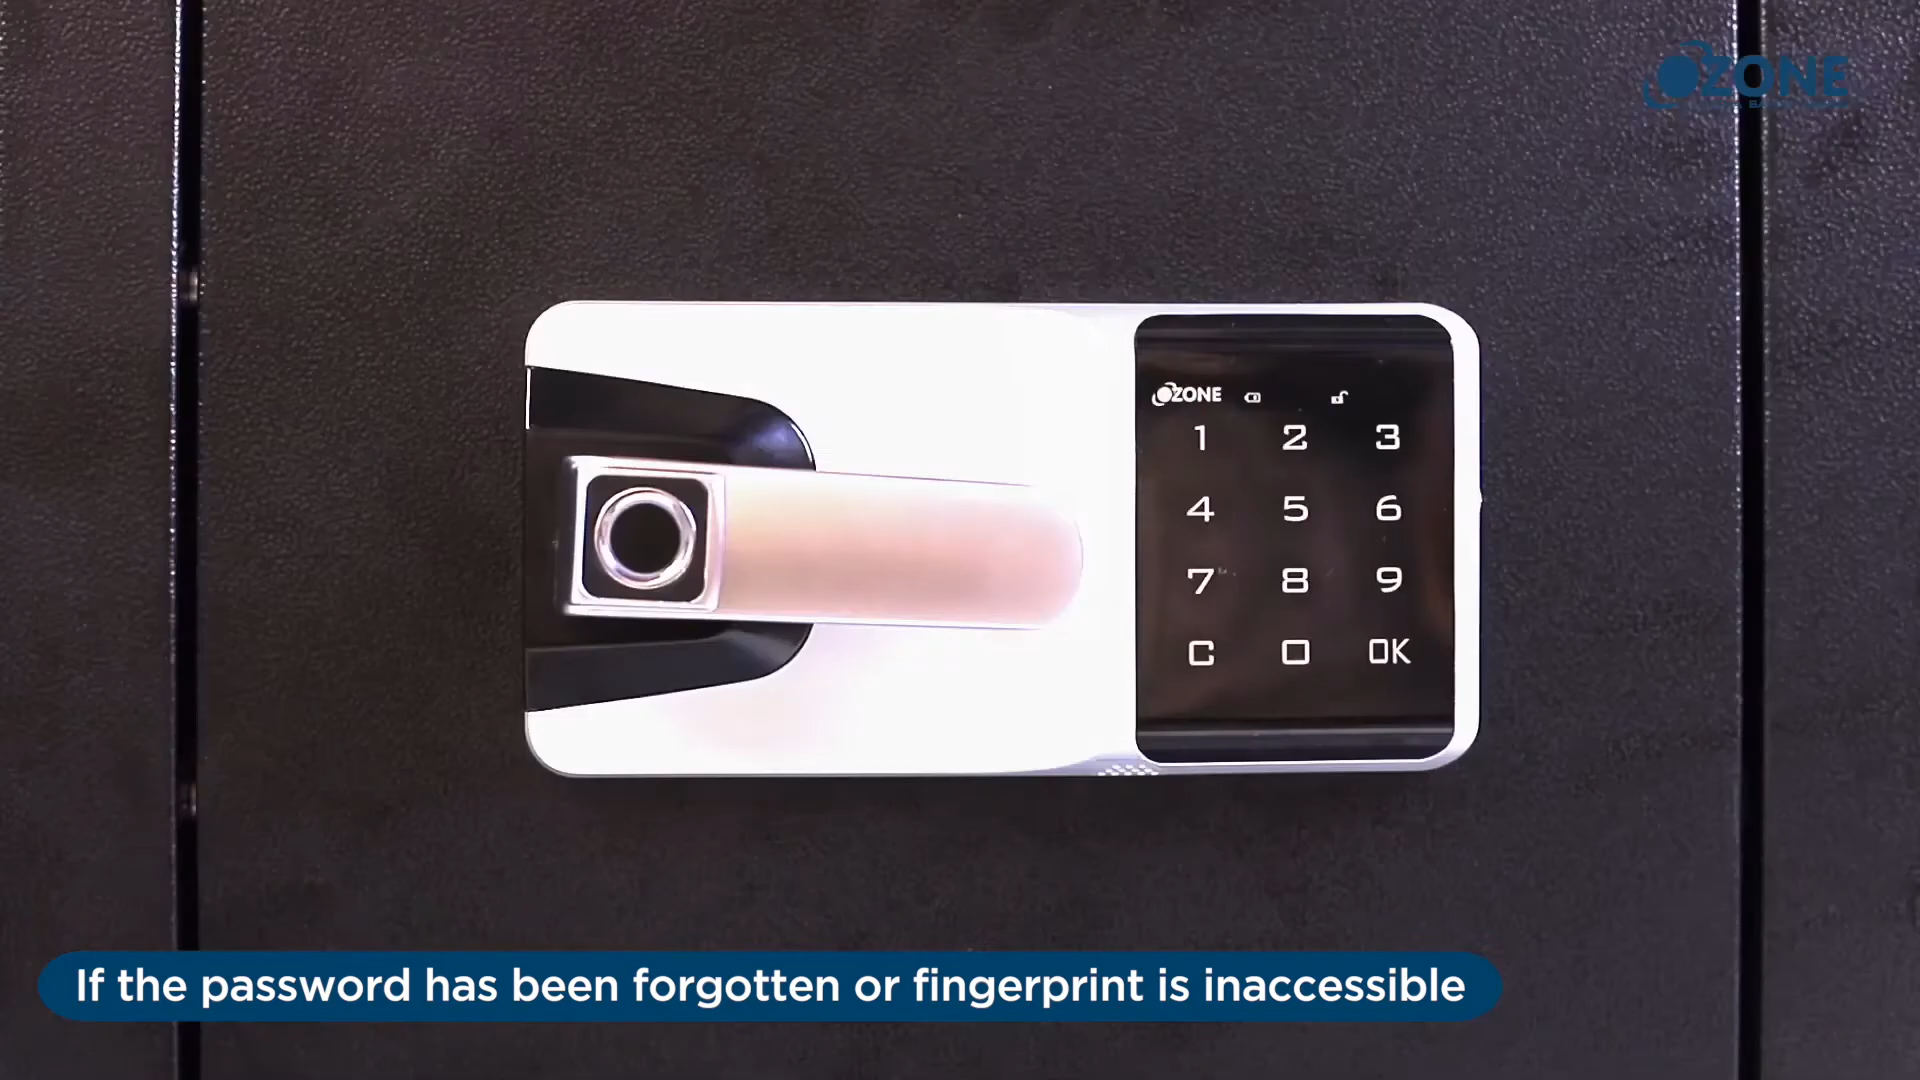 OZONE
OZONE
1 2 3
4 5 6
7 8 9
C 0 OK
If the password has been forgotten or fingerprint is inaccessible